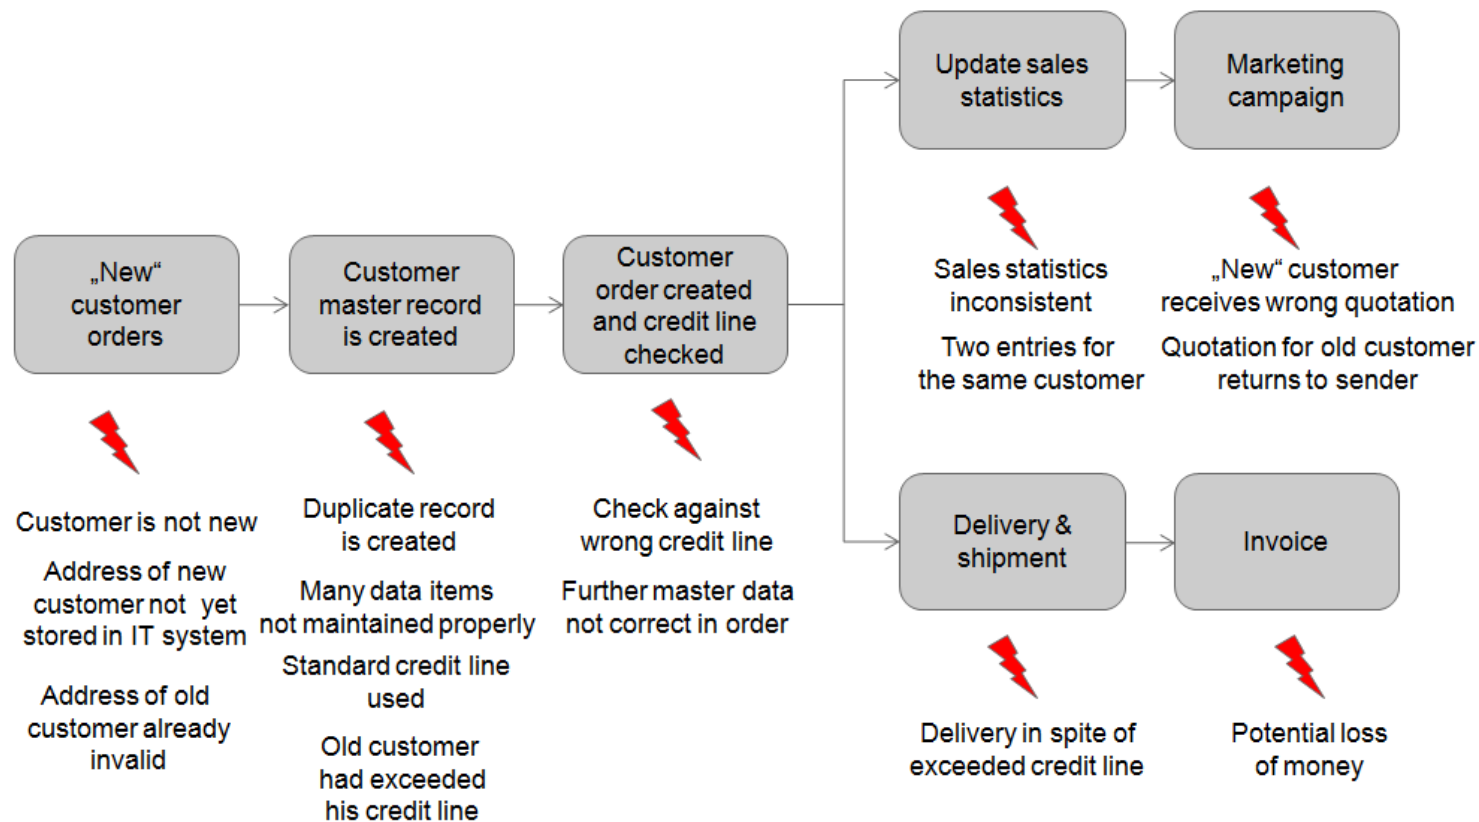 „New“
customer
orders
Customer is not new
Address of new
customer not yet
stored in IT system
Address of old
customer already
invalid
Customer
master record
is created
Duplicate record
is created
Many data items
not maintained properly
Standard credit line
used
Old customer
had exceeded
his credit line
Customer
order created
and credit line
checked
Check against
wrong credit line
Further master data
not correct in order
Update sales
statistics
Sales statistics
inconsistent
Two entries for
the same customer
Marketing
campaign
„New“ customer
receives wrong quotation
Quotation for old customer
returns to sender
Delivery &
shipment
Delivery in spite of
exceeded credit line
Invoice
Potential loss
of money